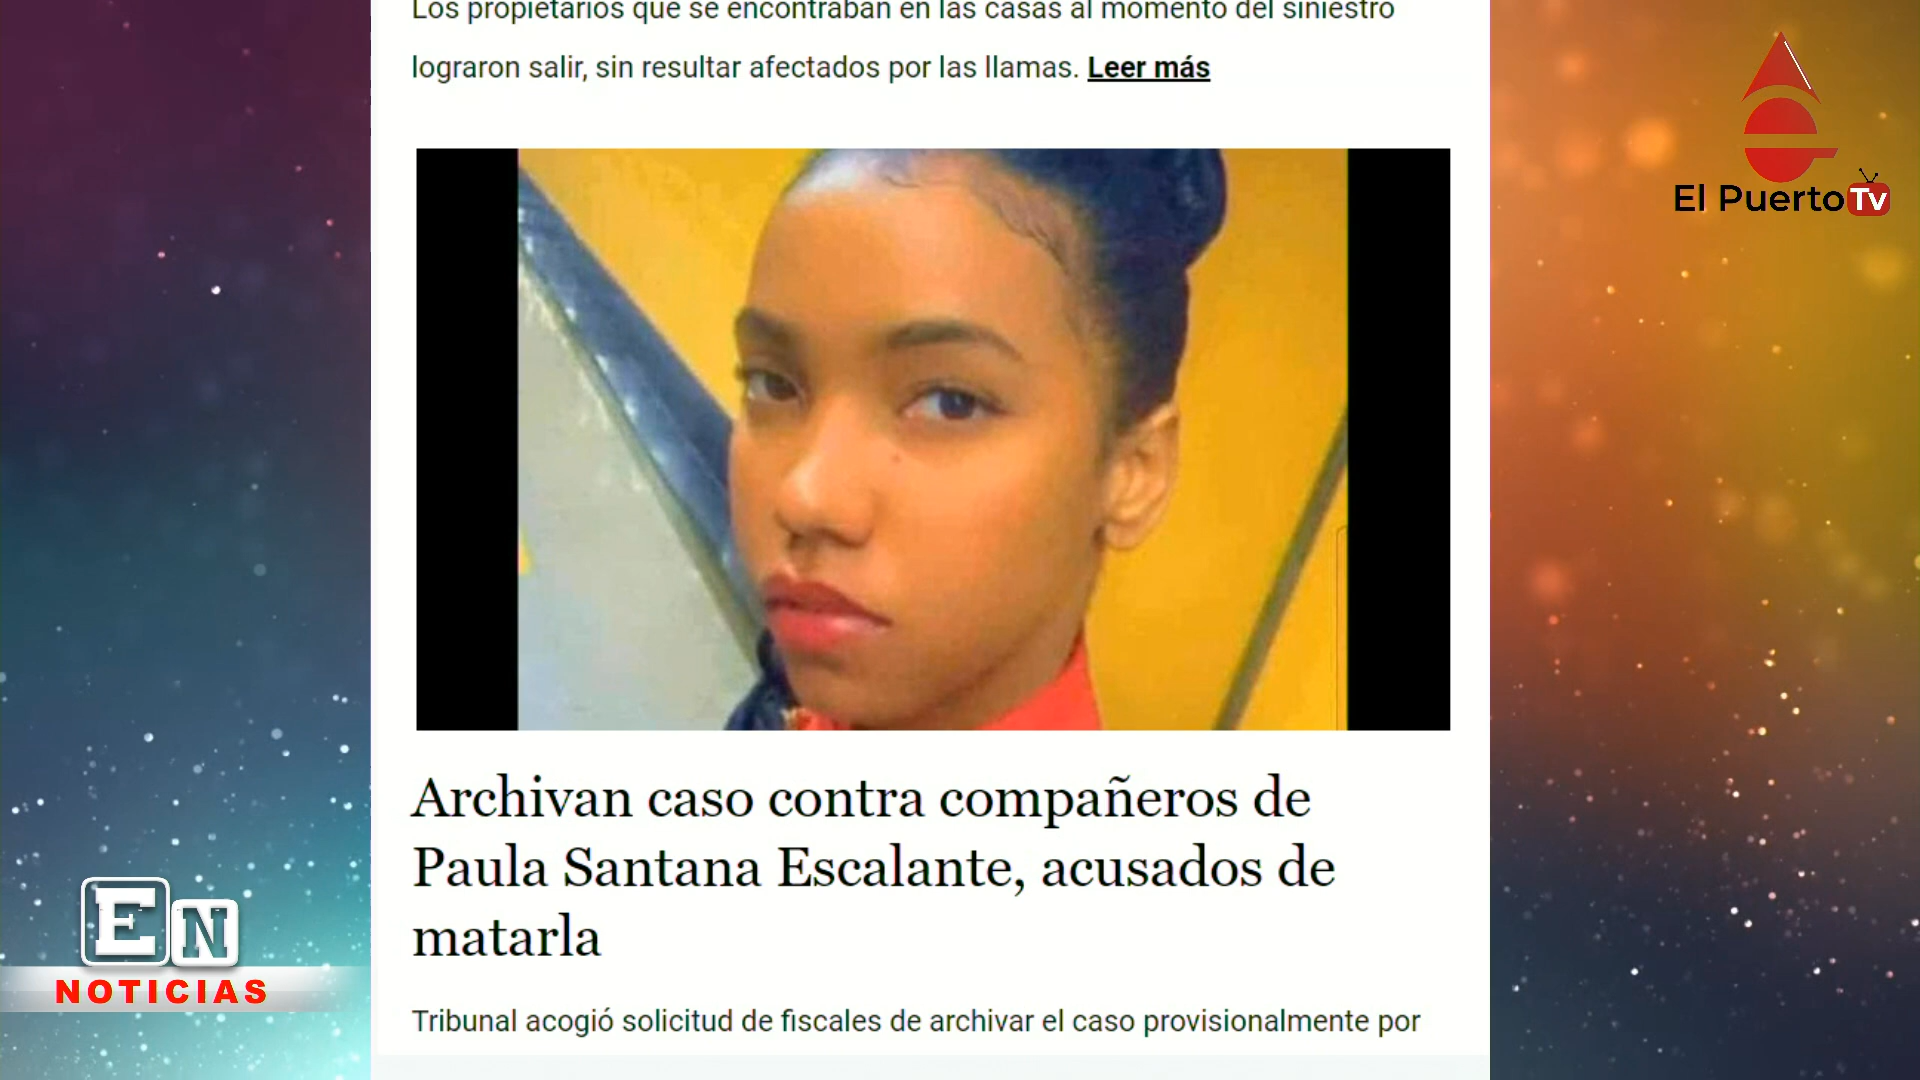 Los propietarios que se encontraban en las casas al momento del siniestro
lograron salir, sin resultar afectados por las llamas. Leer más
El Puerto Tv
Archivan caso contra compañeros de
Paula Santana Escalante, acusados de
matarla
EN
NOTICIAS
Tribunal acogió solicitud de fiscales de archivar el caso provisionalmente por